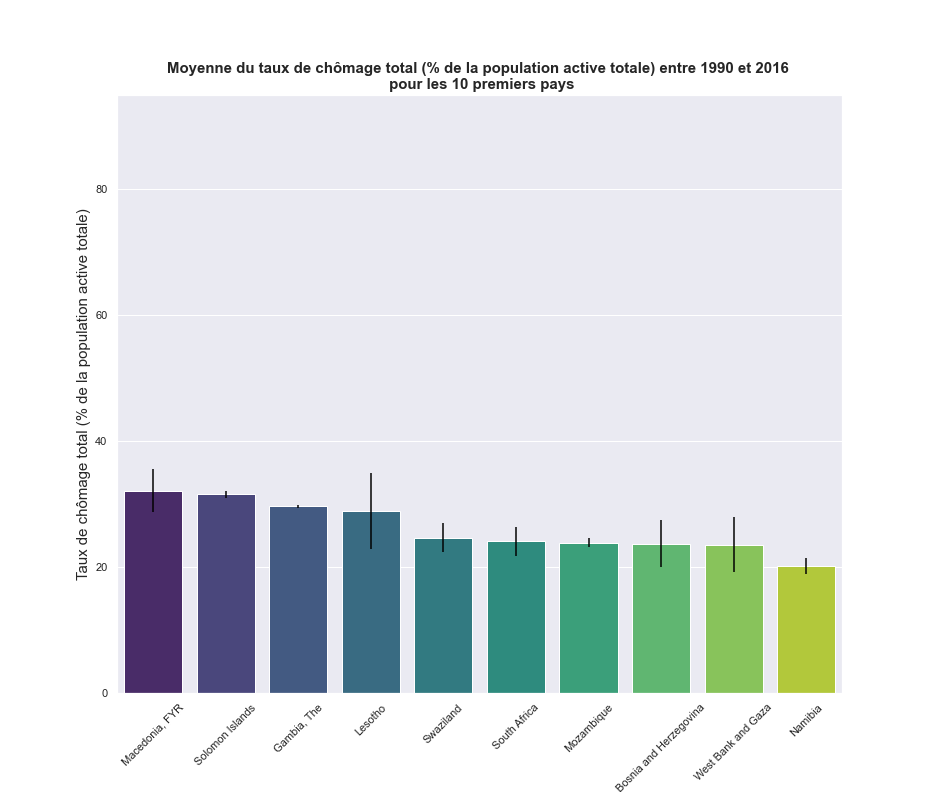 Moyenne du taux de chômage total (% de la population active totale) entre 1990 et 2016
pour les 10 premiers pays
Taux de chômage total (% de la population active totale)
80
60
40
20
0
Macedonia, FYR
Solomon Islands
Gambia, The
Lesotho
Swaziland
South Africa
Mozambique
Bosnia and Herzegovina
West Bank and Gaza
Namibia